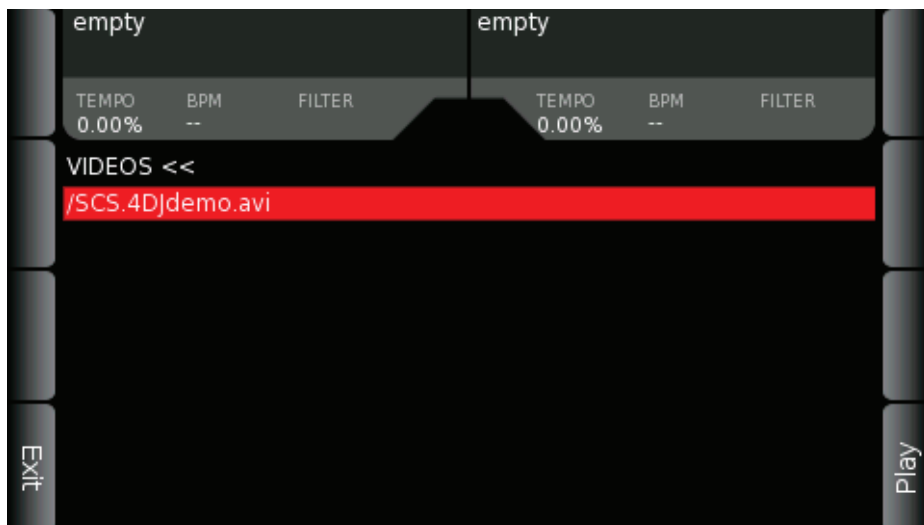 empty
empty
TEMPO BPM FILTER
0.00% --
TEMPO BPM FILTER
0.00% --
VIDEOS <<
/SCS.4DJdemo.avi
Exit
Play